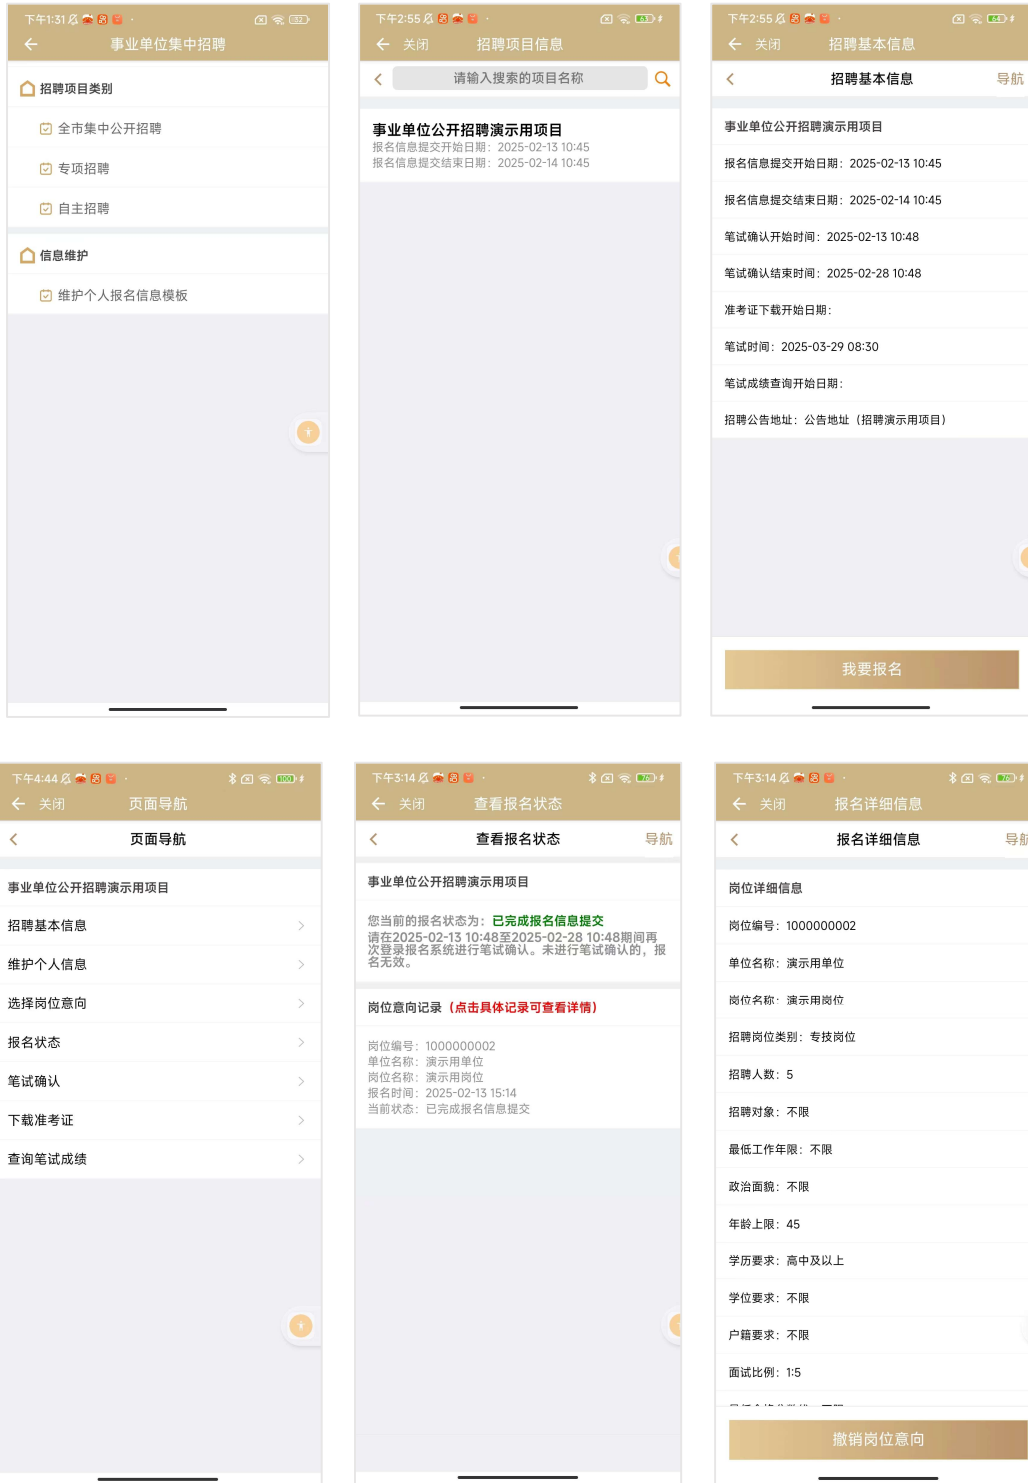 下午1:31
32
事业单位集中招聘
招聘项目类别
全市集中公开招聘
专项招聘
自主招聘
信息维护
维护个人报名信息模板
下午2:55
63
关闭
招聘项目信息
请输入搜索的项目名称
事业单位公开招聘演示用项目
报名信息提交开始日期：2025-02-13 10:45
报名信息提交结束日期：2025-02-14 10:45
下午2:55
64
关闭
招聘基本信息
招聘基本信息
导航
事业单位公开招聘演示用项目
报名信息提交开始日期：2025-02-13 10:45
报名信息提交结束日期：2025-02-14 10:45
笔试确认开始时间：2025-02-13 10:48
笔试确认结束时间：2025-02-28 10:48
准考证下载开始日期：
笔试时间：2025-03-29 08:30
笔试成绩查询开始日期：
招聘公告地址：公告地址（招聘演示用项目）
我要报名
下午4:44
100
关闭
页面导航
页面导航
事业单位公开招聘演示用项目
招聘基本信息
维护个人信息
选择岗位意向
报名状态
笔试确认
下载准考证
查询笔试成绩
下午3:14
76
关闭
查看报名状态
查看报名状态
导航
事业单位公开招聘演示用项目
您当前的报名状态为：已完成报名信息提交
请在2025-02-13 10:48至2025-02-28 10:48期间再
次登录报名系统进行笔试确认。未进行笔试确认的，报
名无效。
岗位意向记录（点击具体记录可查看详情）
岗位编号：1000000002
单位名称：演示用单位
岗位名称：演示用岗位
报名时间：2025-02-13 15:14
当前状态：已完成报名信息提交
下午3:14
76
关闭
报名详细信息
报名详细信息
导航
岗位详细信息
岗位编号：1000000002
单位名称：演示用单位
岗位名称：演示用岗位
招聘岗位类别：专技岗位
招聘人数：5
招聘对象：不限
最低工作年限：不限
政治面貌：不限
年龄上限：45
学历要求：高中及以上
学位要求：不限
户籍要求：不限
面试比例：1:5
撤销岗位意向